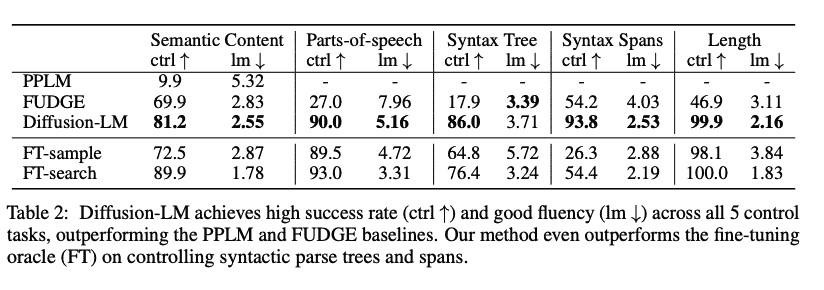 Semantic Content Parts-of-speech Syntax Tree Syntax Spans Length
ctrl ↑ lm ↓ ctrl ↑ lm ↓ ctrl ↑ lm ↓ ctrl ↑ lm ↓ ctrl ↑ lm ↓
PPLM 9.9 5.32 - - - - - - - -
FUDGE 69.9 2.83 27.0 7.96 17.9 3.39 54.2 4.03 46.9 3.11
Diffusion-LM 81.2 2.55 90.0 5.16 86.0 3.71 93.8 2.53 99.9 2.16
FT-sample 72.5 2.87 89.5 4.72 64.8 5.72 26.3 2.88 98.1 3.84
FT-search 89.9 1.78 93.0 3.31 76.4 3.24 54.4 2.19 100.0 1.83
Table 2: Diffusion-LM achieves high success rate (ctrl ↑) and good fluency (lm ↓) across all 5 control
tasks, outperforming the PPLM and FUDGE baselines. Our method even outperforms the fine-tuning
oracle (FT) on controlling syntactic parse trees and spans.